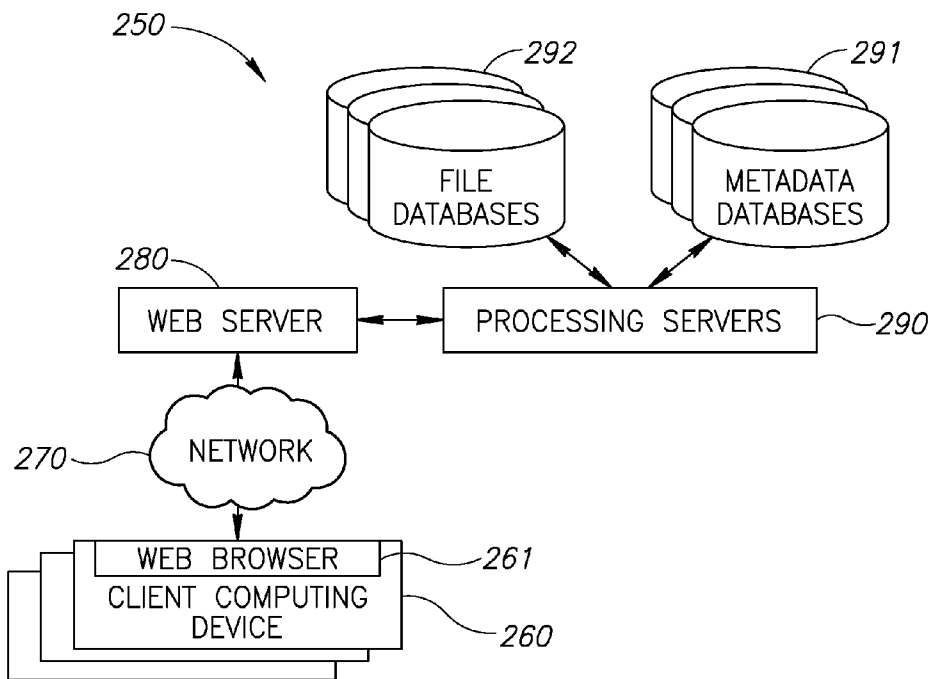 250
292
291
FILE
DATABASES
METADATA
DATABASES
280
WEB SERVER
PROCESSING SERVERS
290
270
NETWORK
WEB BROWSER
261
CLIENT COMPUTING
DEVICE
260